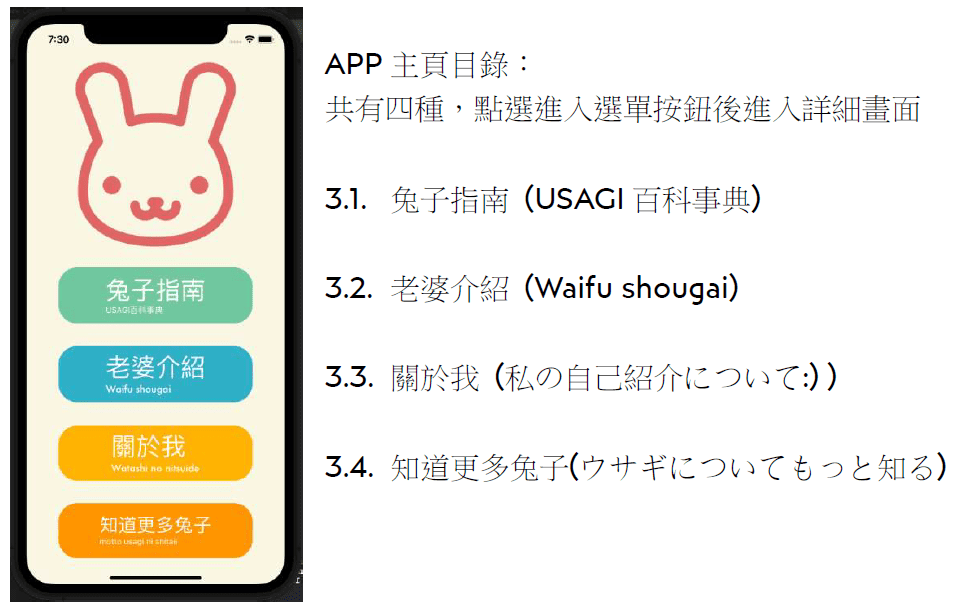 7:30
兔子指南
USAGI百科事典
老婆介紹
Waifu shougai
關於我
Watashi no nitsuide
知道更多兔子
motto usagi ni shiraii
APP 主頁目錄：
共有四種，點選進入選單按鈕後進入詳細畫面
3.1. 兔子指南 (USAGI 百科事典)
3.2. 老婆介紹 (Waifu shougai)
3.3. 關於我 (私の自己紹介について:) )
3.4. 知道更多兔子(ウサギについてもっと知る)